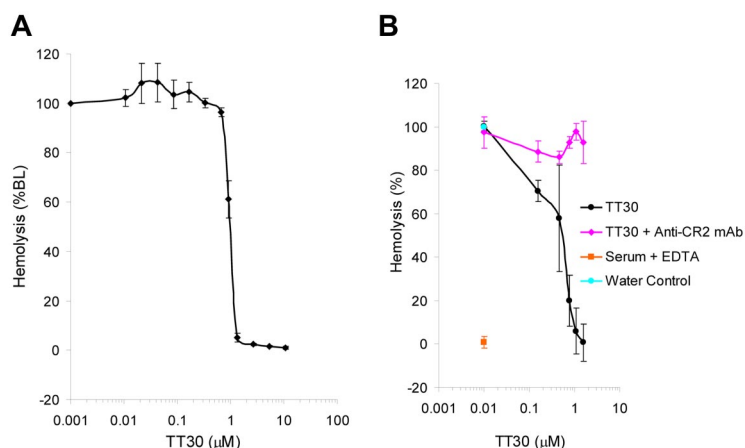 A
120
100
80
60
40
20
0
-20
Hemolysis (%BL)
0.001 0.01 0.1 1 10 100
TT30 (μM)
B
120
100
80
60
40
20
0
-20
Hemolysis (%)
TT30
TT30 + Anti-CR2 mAb
Serum + EDTA
Water Control
0.001 0.01 0.1 1 10
TT30 (μM)